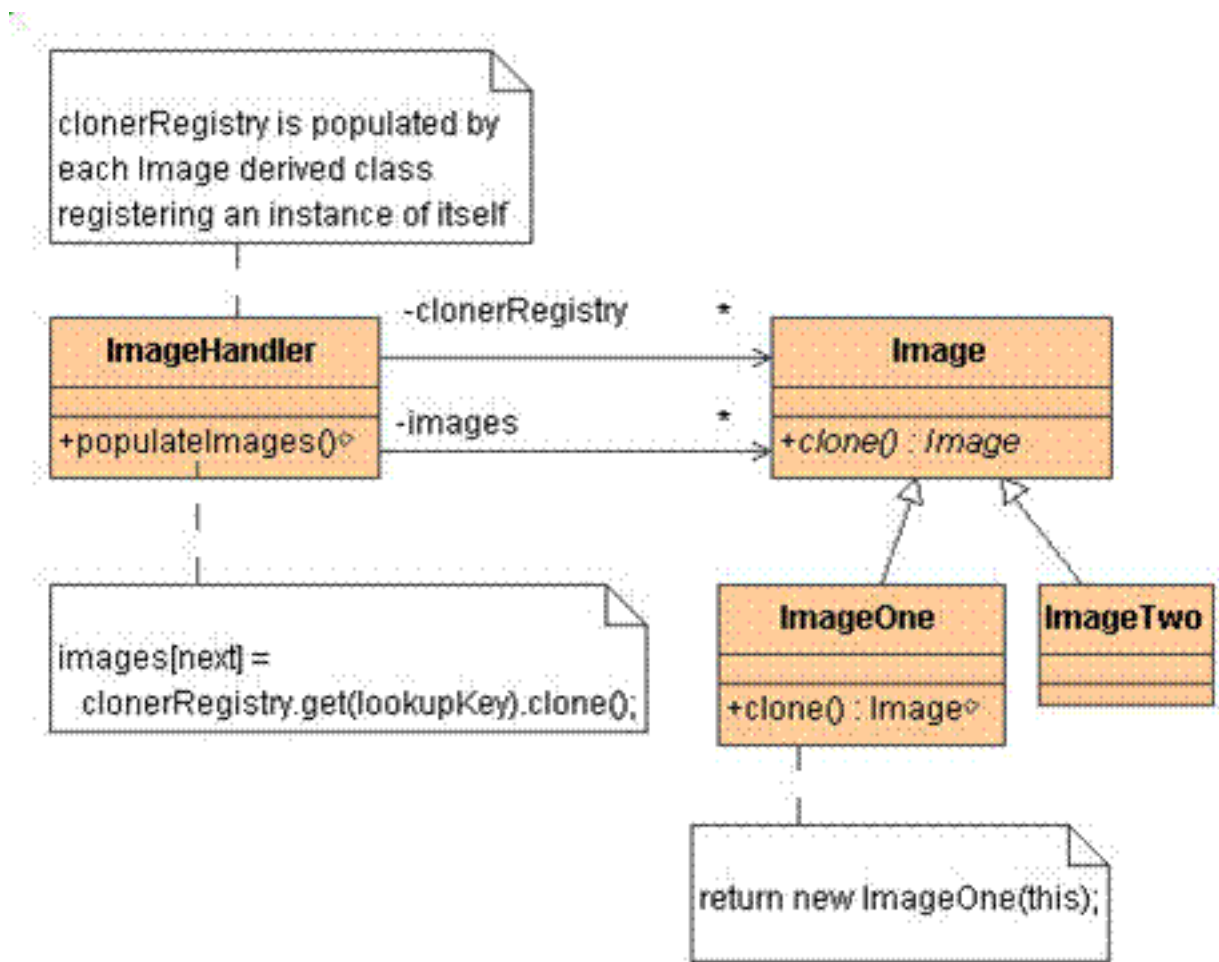 clonerRegistry is populated by
each Image derived class
registering an instance of itself
-clonerRegistry *
ImageHandler
Image
-images *
+populateImages()
+clone() : Image
images[next] =
clonerRegistry.get(lookupKey).clone();
ImageOne
ImageTwo
+clone() : Image
return new ImageOne(this);